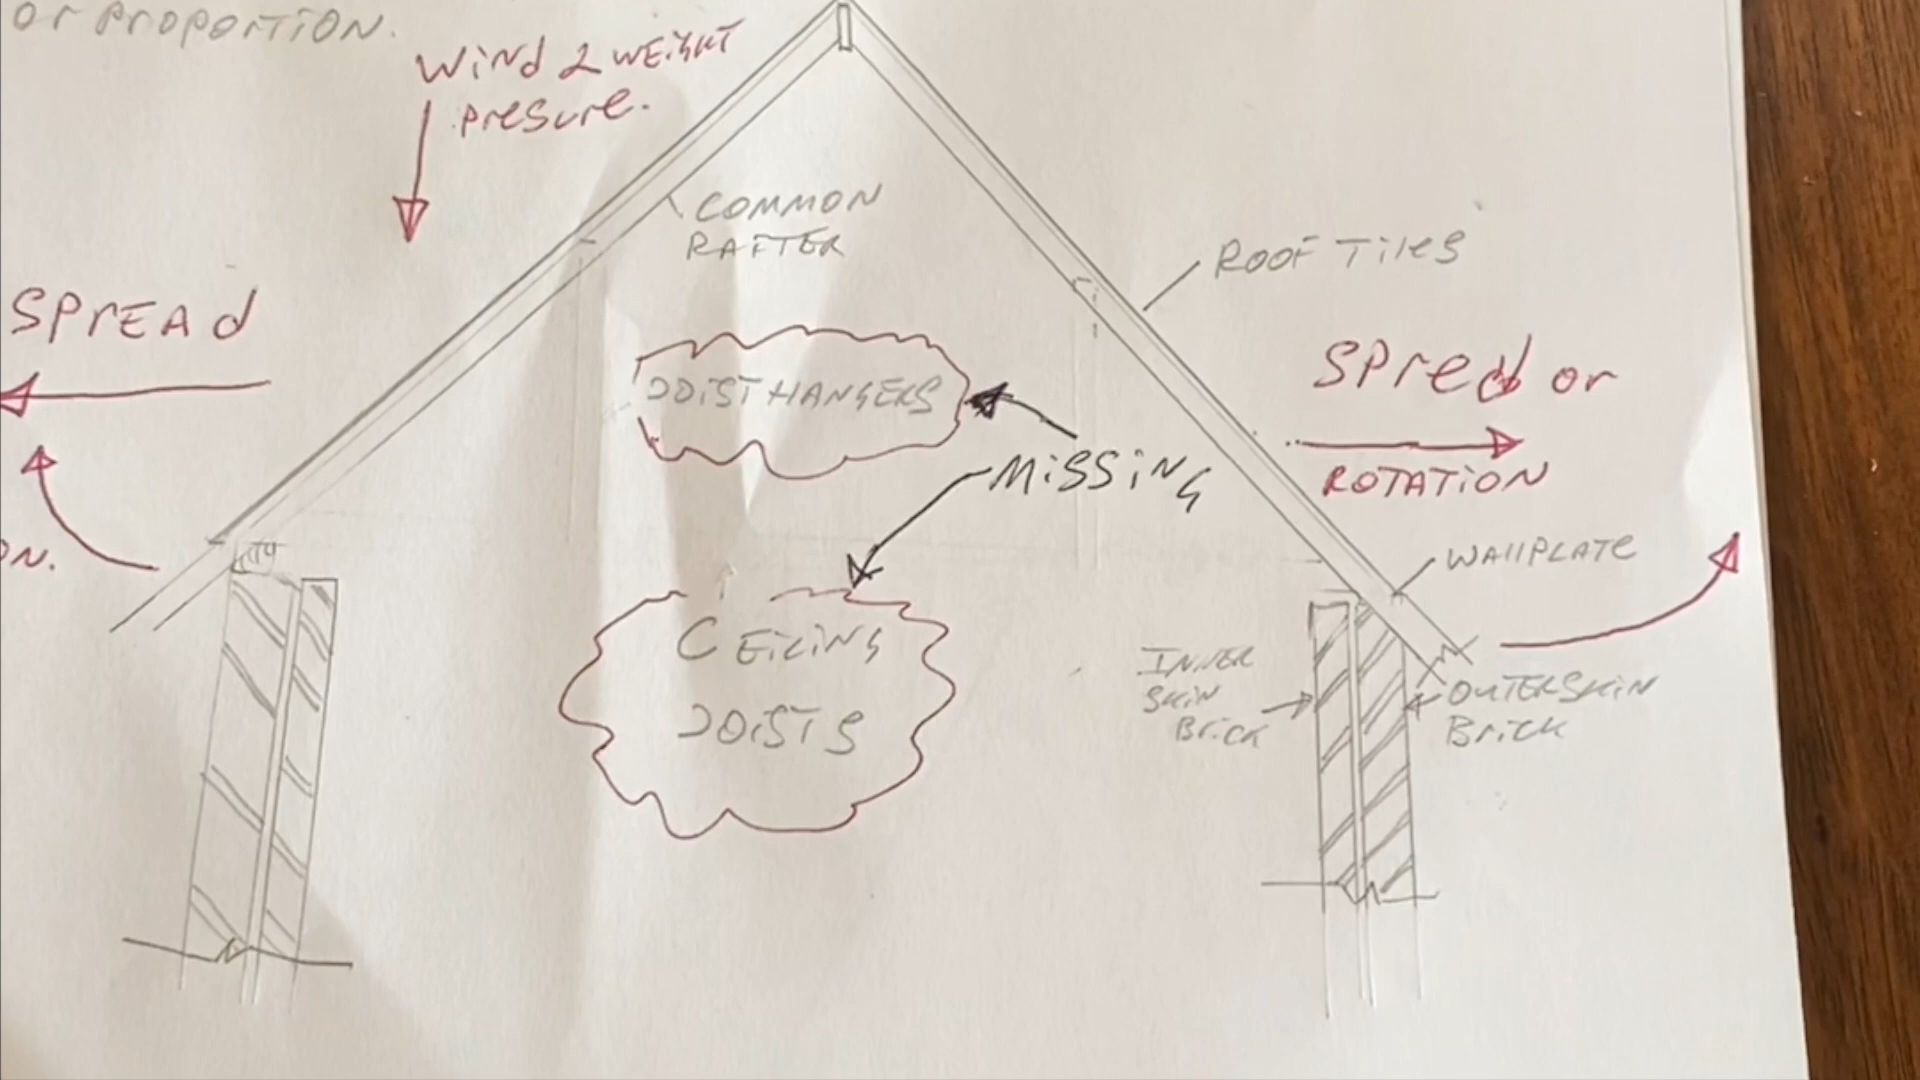 or proportion.
Wind & weight
presure.
COMMON
RAFTER
ROOF Tiles
SPREAd
SPred or
ROTATION
JOIST HANGERS
MISSING
ON.
WAllPLATE
CEILING
JOISTS
INNER
SKIN
Brick
OUTERSKIN
Brick